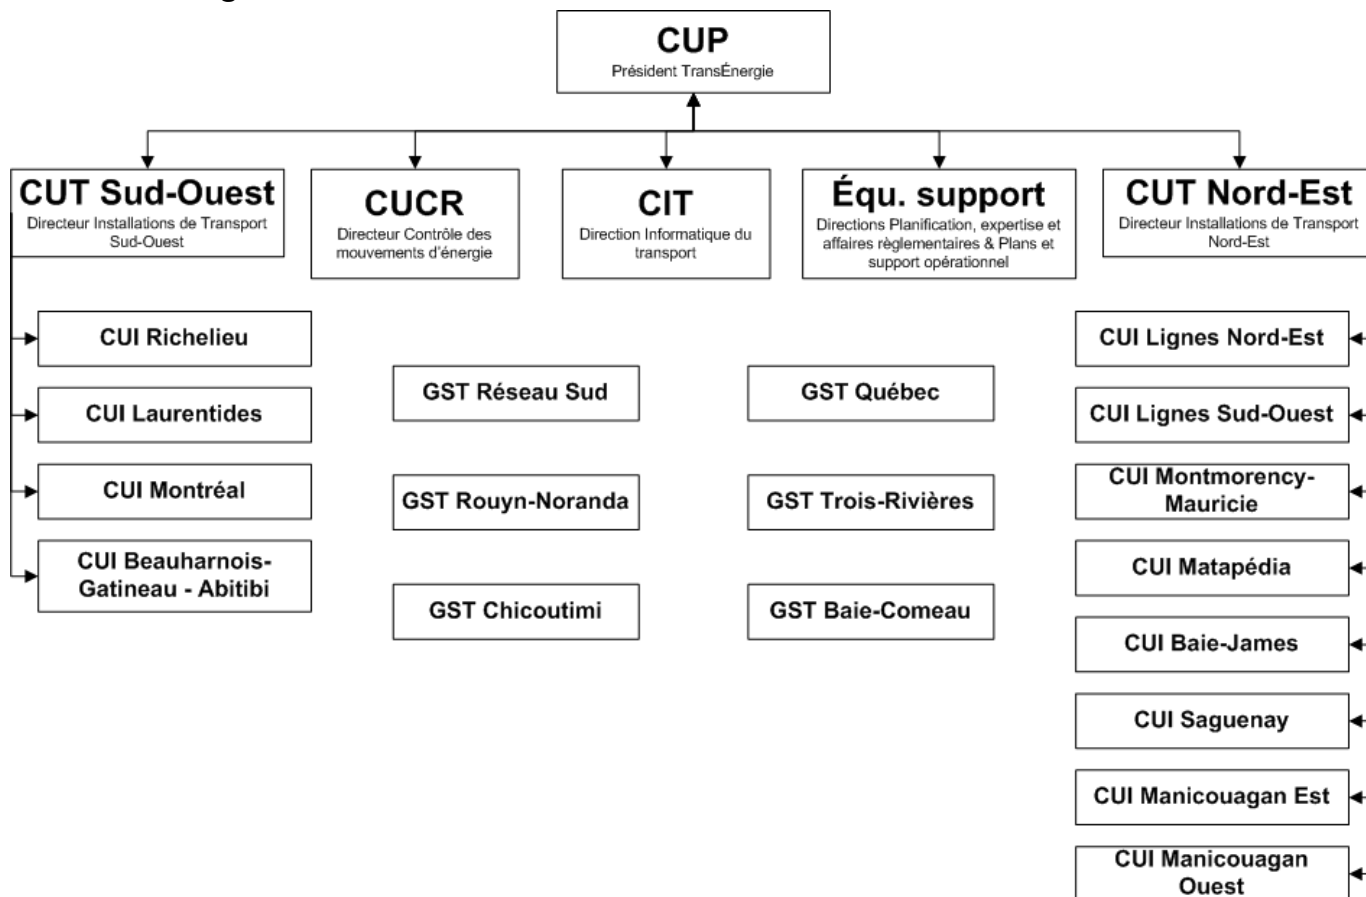 CUP
Président TransÉnergie
CUT Sud-Ouest
Directeur Installations de Transport
Sud-Ouest
CUCR
Directeur Contrôle des
mouvements d'énergie
CIT
Direction Informatique du
transport
Équ. support
Directions Planification, expertise et
affaires règlementaires & Plans et
support opérationnel
CUT Nord-Est
Directeur Installations de Transport
Nord-Est
CUI Richelieu
CUI Laurentides
CUI Montréal
CUI Beauharnois-
Gatineau - Abitibi
GST Réseau Sud
GST Rouyn-Noranda
GST Chicoutimi
GST Québec
GST Trois-Rivières
GST Baie-Comeau
CUI Lignes Nord-Est
CUI Lignes Sud-Ouest
CUI Montmorency-
Mauricie
CUI Matapédia
CUI Baie-James
CUI Saguenay
CUI Manicouagan Est
CUI Manicouagan
Ouest